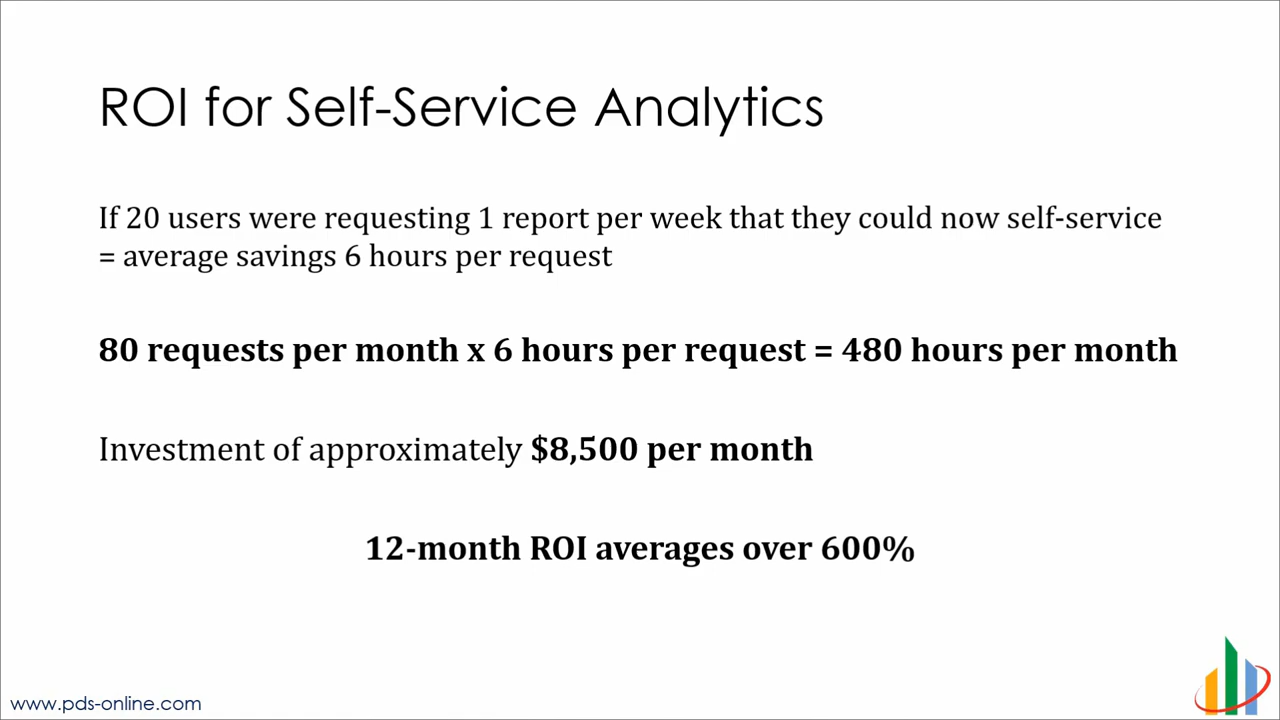 ROI for Self-Service Analytics
If 20 users were requesting 1 report per week that they could now self-service
= average savings 6 hours per request
80 requests per month x 6 hours per request = 480 hours per month
Investment of approximately $8,500 per month
12-month ROI averages over 600%
www.pds-online.com